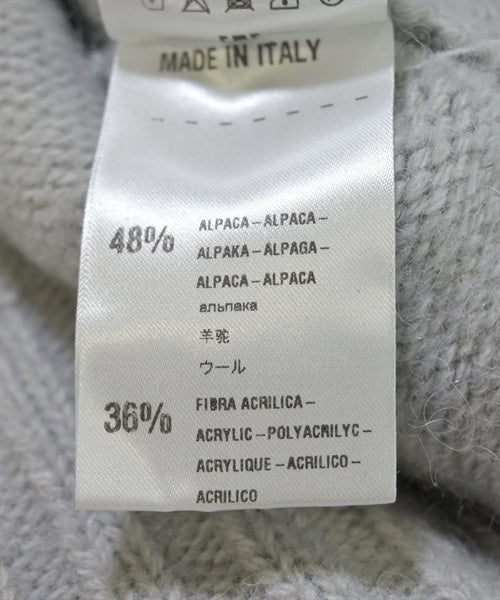 MADE IN ITALY
48%
ALPACA-ALPACA-
ALPAKA-ALPAGA-
ALPACA-ALPACA
альпака
羊驼
ウール
36%
FIBRA ACRILICA-
ACRYLIC-POLYACRILYC-
ACRYLIQUE-ACRILICO-
ACRILICO